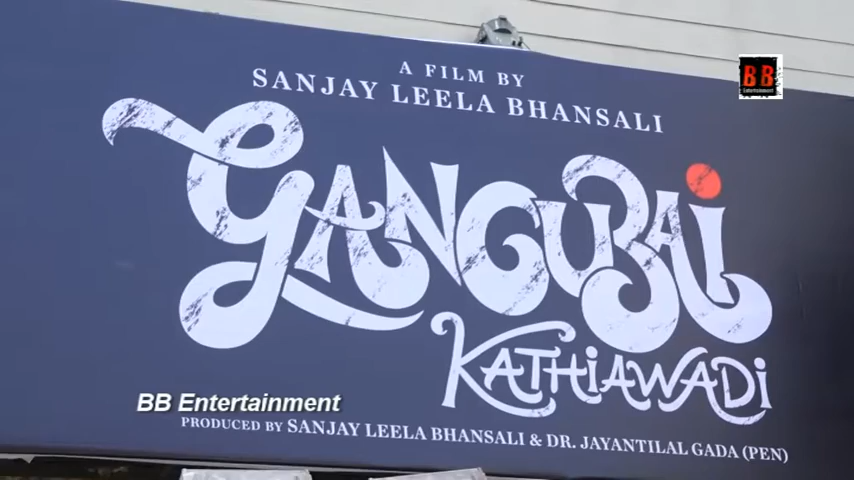 A FILM BY
SANJAY LEELA BHANSALI
BB
Entertainment
GANGUBAI
KATHIAWADI
BB Entertainment
PRODUCED BY SANJAY LEELA BHANSALI & DR. JAYANTILAL GADA (PEN)